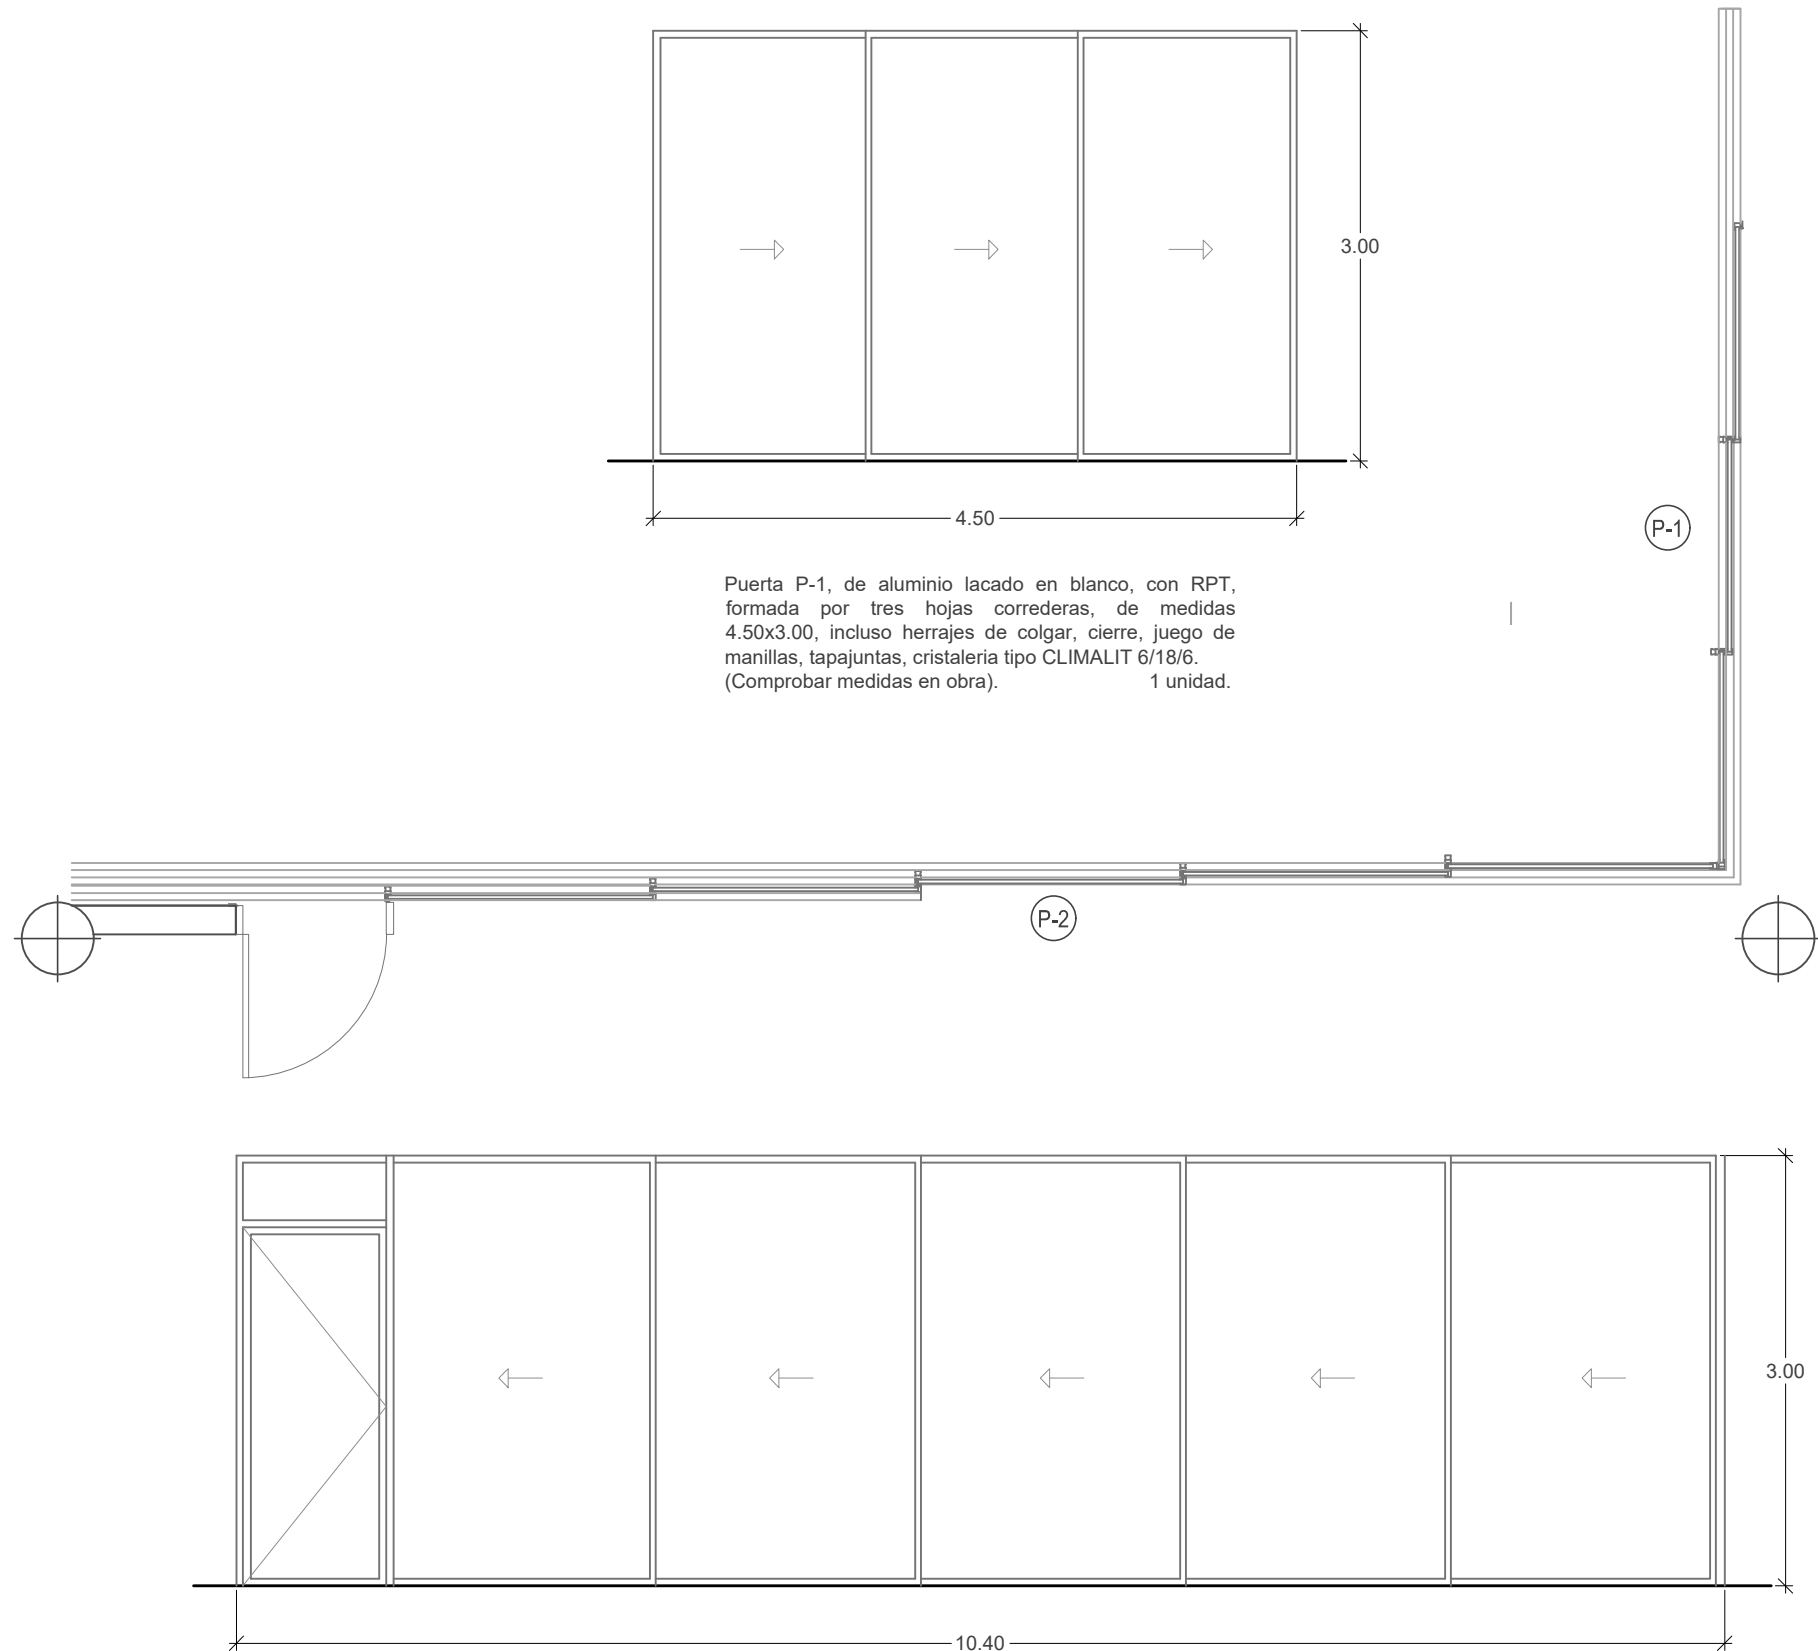 3.00
4.50
P-1
Puerta P-1, de aluminio lacado en blanco, con RPT,
formada por tres hojas correderas, de medidas
4.50x3.00, incluso herrajes de colgar, cierre, juego de
manillas, tapajuntas, cristaleria tipo CLIMALIT 6/18/6.
(Comprobar medidas en obra). 1 unidad.
P-2
3.00
10.40